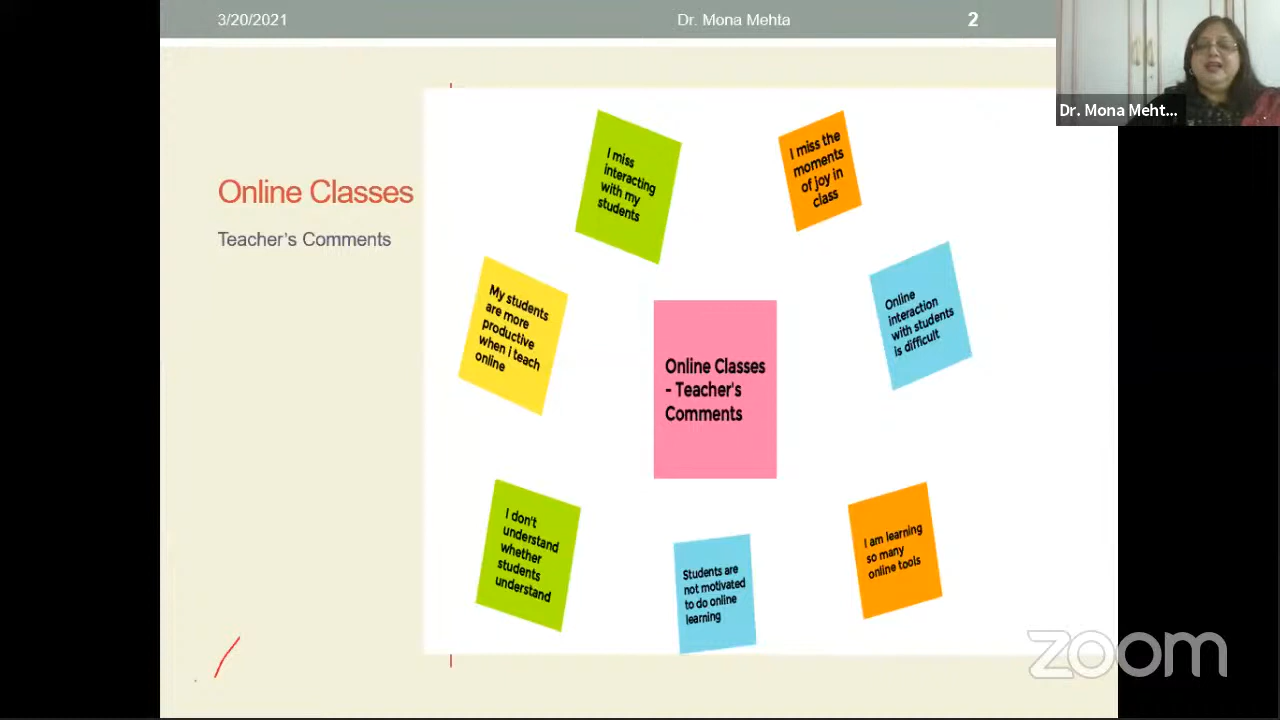 3/20/2021
Dr. Mona Mehta
2
Dr. Mona Meht...
Online Classes
Teacher's Comments
I miss
interacting
with my
students
I miss the
moments
of joy in
class
My students
are more
productive
when I teach
online
Online
interaction
with students
is difficult
Online Classes
- Teacher's
Comments
I don't
understand
whether
students
understand
Students are
not motivated
to do online
learning
I am learning
so many
online tools
zoom